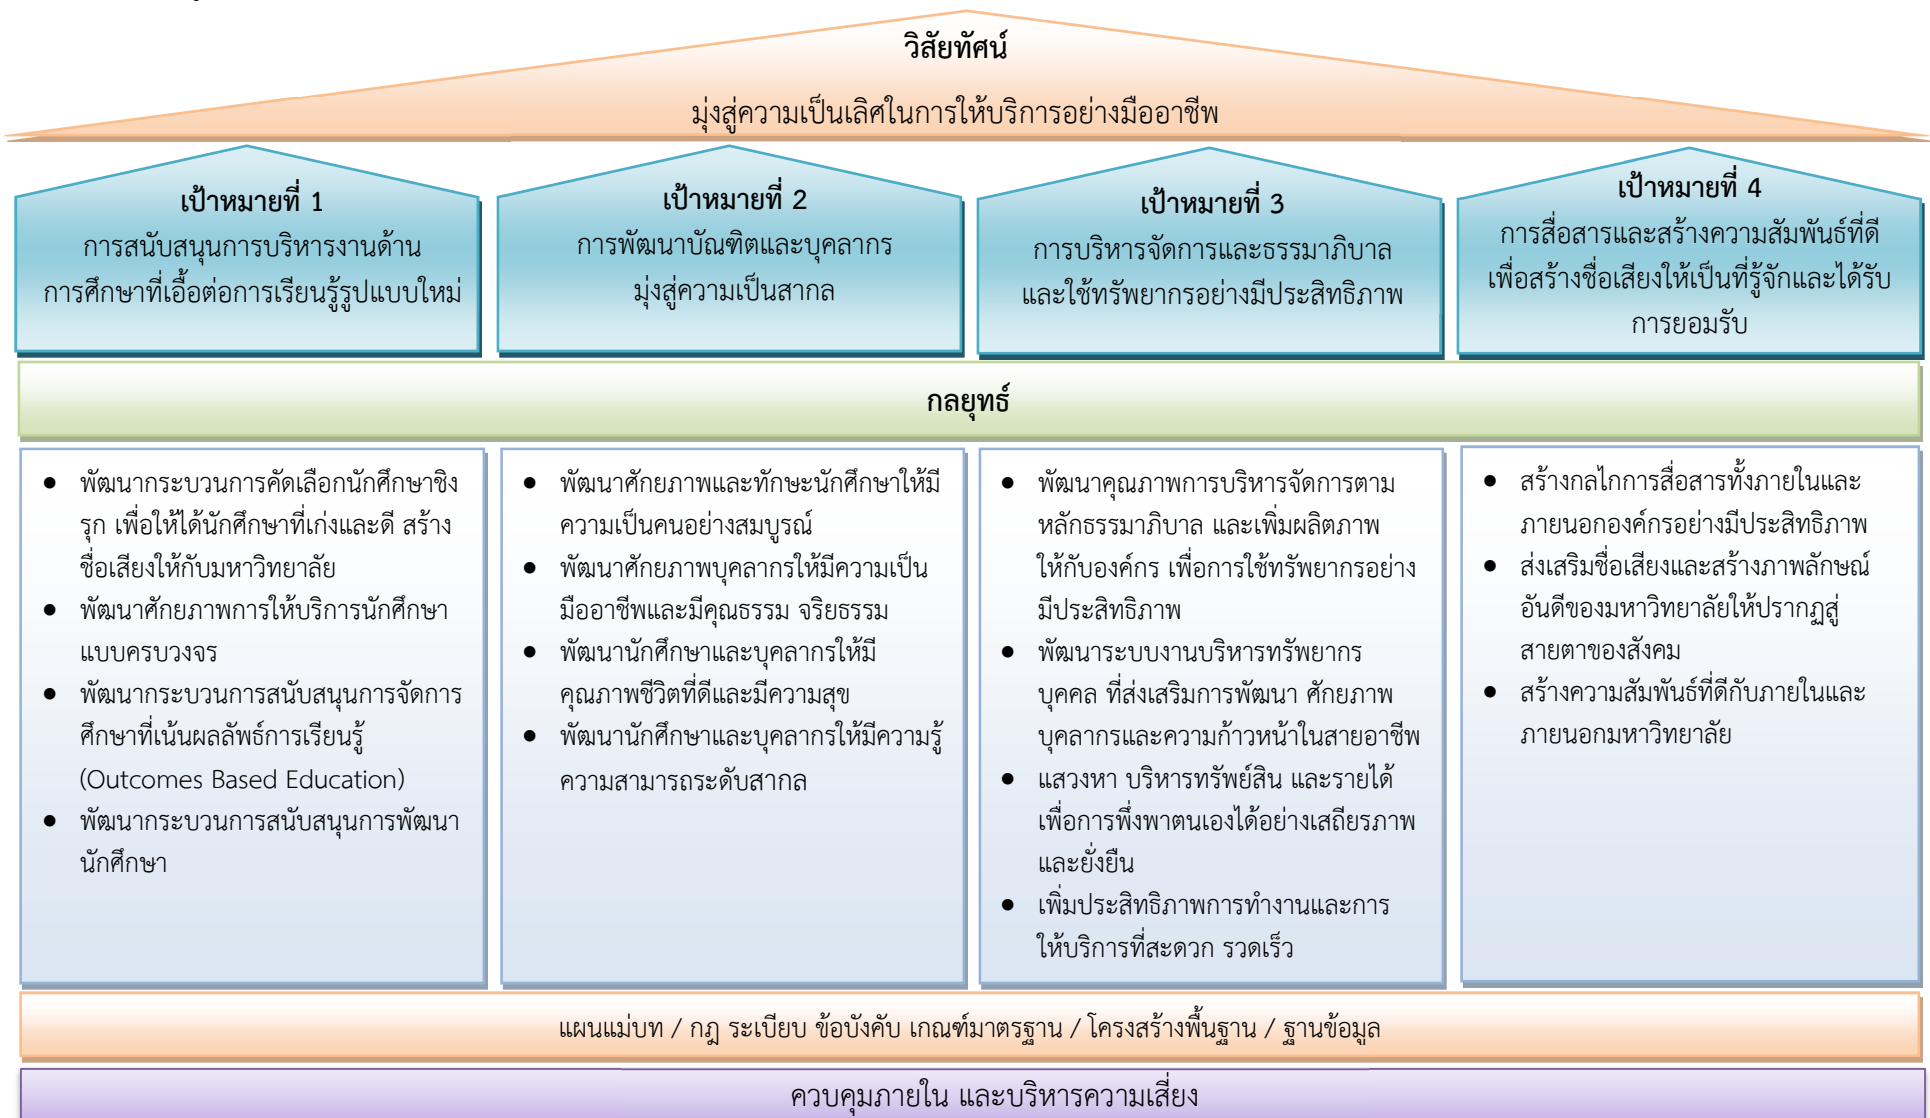 วิสัยทัศน์
มุ่งสู่ความเป็นเลิศในการให้บริการอย่างมืออาชีพ
เป้าหมายที่ 1
การสนับสนุนการบริหารงานด้าน
การศึกษาที่เอื้อต่อการเรียนรู้รูปแบบใหม่
เป้าหมายที่ 2
การพัฒนาบัณฑิตและบุคลากร
มุ่งสู่ความเป็นสากล
เป้าหมายที่ 3
การบริหารจัดการและธรรมาภิบาล
และใช้ทรัพยากรอย่างมีประสิทธิภาพ
เป้าหมายที่ 4
การสื่อสารและสร้างความสัมพันธ์ที่ดี
เพื่อสร้างชื่อเสียงให้เป็นที่รู้จักและได้รับ
การยอมรับ
กลยุทธ์
● พัฒนากระบวนการคัดเลือกนักศึกษาชิง
รุก เพื่อให้ได้นักศึกษาที่เก่งและดี สร้าง
ชื่อเสียงให้กับมหาวิทยาลัย
● พัฒนาศักยภาพการให้บริการนักศึกษา
แบบครบวงจร
● พัฒนากระบวนการสนับสนุนการจัดการ
ศึกษาที่เน้นผลลัพธ์การเรียนรู้
(Outcomes Based Education)
● พัฒนากระบวนการสนับสนุนการพัฒนา
นักศึกษา
● พัฒนาศักยภาพและทักษะนักศึกษาให้มี
ความเป็นคนอย่างสมบูรณ์
● พัฒนาศักยภาพบุคลากรให้มีความเป็น
มืออาชีพและมีคุณธรรม จริยธรรม
● พัฒนานักศึกษาและบุคลากรให้มี
คุณภาพชีวิตที่ดีและมีความสุข
● พัฒนานักศึกษาและบุคลากรให้มีความรู้
ความสามารถระดับสากล
● พัฒนาคุณภาพการบริหารจัดการตาม
หลักธรรมาภิบาล และเพิ่มผลิตภาพ
ให้กับองค์กร เพื่อการใช้ทรัพยากรอย่าง
มีประสิทธิภาพ
● พัฒนาระบบงานบริหารทรัพยากร
บุคคล ที่ส่งเสริมการพัฒนา ศักยภาพ
บุคลากรและความก้าวหน้าในสายอาชีพ
● แสวงหา บริหารทรัพย์สิน และรายได้
เพื่อการพึ่งพาตนเองได้อย่างเสถียรภาพ
และยั่งยืน
● เพิ่มประสิทธิภาพการทำงานและการ
ให้บริการที่สะดวก รวดเร็ว
● สร้างกลไกการสื่อสารทั้งภายในและ
ภายนอกองค์กรอย่างมีประสิทธิภาพ
● ส่งเสริมชื่อเสียงและสร้างภาพลักษณ์
อันดีของมหาวิทยาลัยให้ปรากฏสู่
สายตาของสังคม
● สร้างความสัมพันธ์ที่ดีกับภายในและ
ภายนอกมหาวิทยาลัย
แผนแม่บท / กฎ ระเบียบ ข้อบังคับ เกณฑ์มาตรฐาน / โครงสร้างพื้นฐาน / ฐานข้อมูล
ควบคุมภายใน และบริหารความเสี่ยง